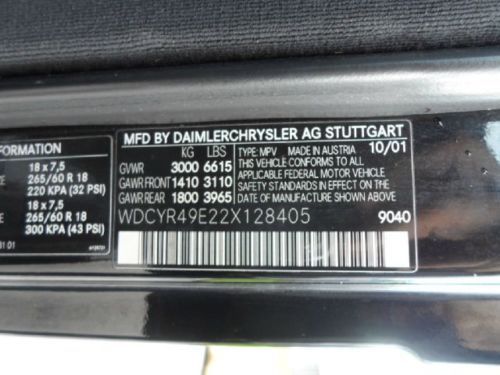 FORMATION
18 x 7,5
265/60 R 18
220 KPA (32 PSI)
18 x 7,5
265/60 R 18
300 KPA (43 PSI)
MFD BY DAIMLERCHRYSLER AG STUTTGART
KG LBS
GVWR 3000 6615
GAWR FRONT 1410 3110
GAWR REAR 1800 3965
TYPE:MPV MADE IN AUSTRIA 10/01
THIS VEHICLE CONFORMS TO ALL
APPLICABLE FEDERAL MOTOR VEHICLE
SAFETY STANDARDS IN EFFECT ON THE
DATE OF MANUFACTURE SHOWN ABOVE
WDCYR49E22X128405
9040